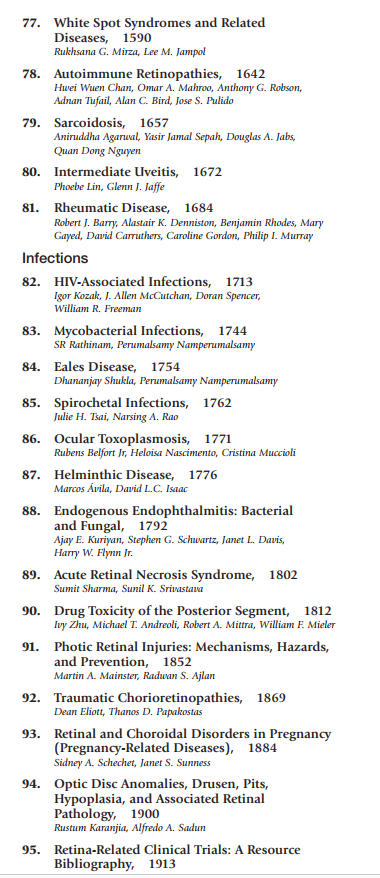 77. White Spot Syndromes and Related
Diseases, 1590
Rukhsana G. Mirza, Lee M. Jampol
78. Autoimmune Retinopathies, 1642
Hwei Wuen Chan, Omar A. Mahroo, Anthony G. Robson,
Adnan Tufail, Alan C. Bird, Jose S. Pulido
79. Sarcoidosis, 1657
Aniruddha Agarwal, Yasir Jamal Sepah, Douglas A. Jabs,
Quan Dong Nguyen
80. Intermediate Uveitis, 1672
Phoebe Lin, Glenn J. Jaffe
81. Rheumatic Disease, 1684
Robert J. Barry, Alastair K. Denniston, Benjamin Rhodes, Mary
Gayed, David Carruthers, Caroline Gordon, Philip I. Murray
Infections
82. HIV-Associated Infections, 1713
Igor Kozak, J. Allen McCutchan, Doran Spencer,
William R. Freeman
83. Mycobacterial Infections, 1744
SR Rathinam, Perumalsamy Namperumalsamy
84. Eales Disease, 1754
Dhananjay Shukla, Perumalsamy Namperumalsamy
85. Spirochetal Infections, 1762
Julie H. Tsai, Narsing A. Rao
86. Ocular Toxoplasmosis, 1771
Rubens Belfort Jr, Heloisa Nascimento, Cristina Muccioli
87. Helminthic Disease, 1776
Marcos Ávila, David L.C. Isaac
88. Endogenous Endophthalmitis: Bacterial
and Fungal, 1792
Ajay E. Kuriyan, Stephen G. Schwartz, Janet L. Davis,
Harry W. Flynn Jr.
89. Acute Retinal Necrosis Syndrome, 1802
Sumit Sharma, Sunil K. Srivastava
90. Drug Toxicity of the Posterior Segment, 1812
Ivy Zhu, Michael T. Andreoli, Robert A. Mittra, William F. Mieler
91. Photic Retinal Injuries: Mechanisms, Hazards,
and Prevention, 1852
Martin A. Mainster, Radwan S. Ajlan
92. Traumatic Chorioretinopathies, 1869
Dean Eliott, Thanos D. Papakostas
93. Retinal and Choroidal Disorders in Pregnancy
(Pregnancy-Related Diseases), 1884
Sidney A. Schechet, Janet S. Sunness
94. Optic Disc Anomalies, Drusen, Pits,
Hypoplasia, and Associated Retinal
Pathology, 1900
Rustum Karanjia, Alfredo A. Sadun
95. Retina-Related Clinical Trials: A Resource
Bibliography, 1913